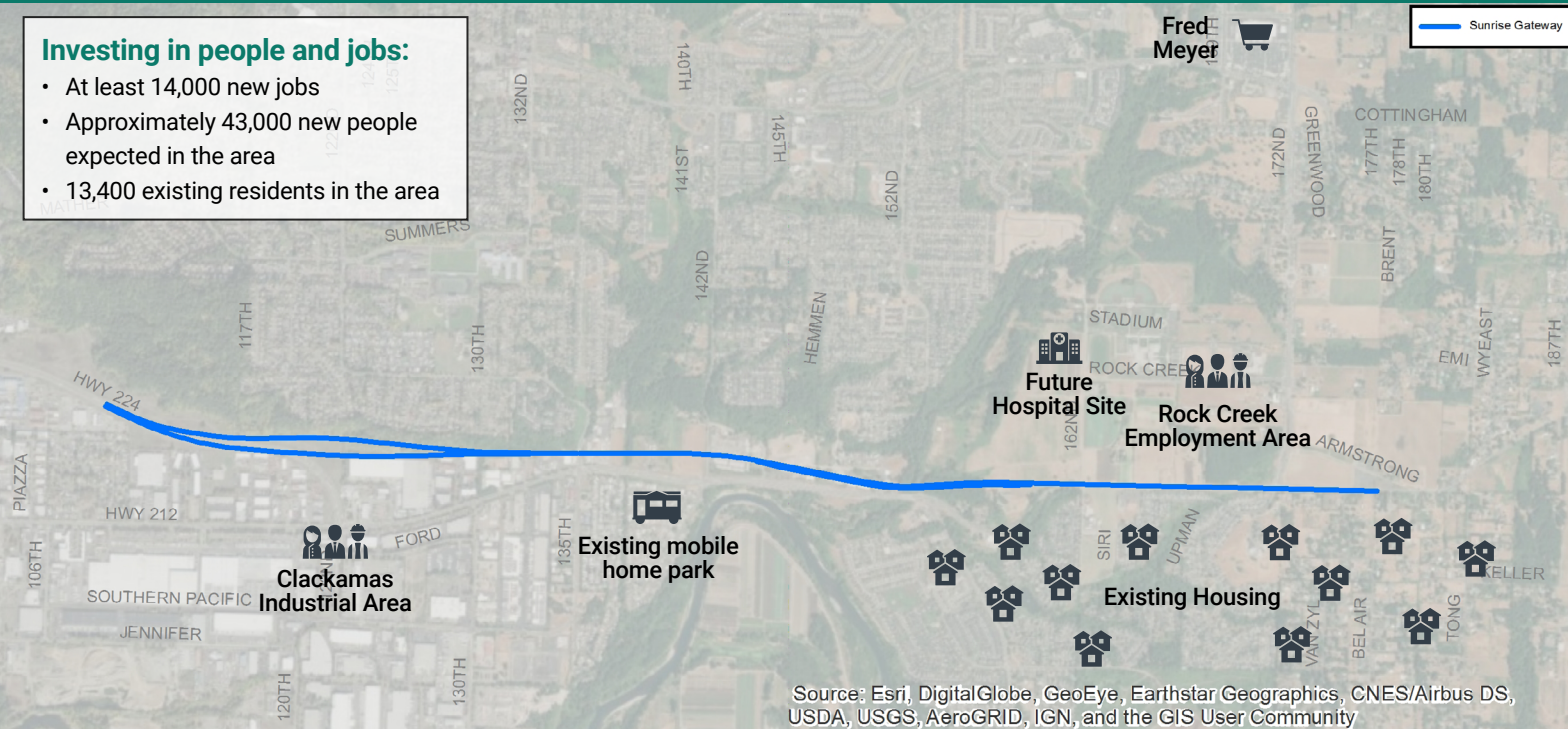 Investing in people and jobs:
• At least 14,000 new jobs
• Approximately 43,000 new people
expected in the area
• 13,400 existing residents in the area
Fred
Meyer
Sunrise Gateway
132ND
140TH
141ST
145TH
152ND
172ND
GREENWOOD
COTTINGHAM
177TH
178TH
180TH
MATHER
SUMMERS
142ND
BRENT
117TH
130TH
HEMMEN
STADIUM
WYEAST
187TH
EMI
ROCK CREEK
Future
Hospital Site
162ND
Rock Creek
Employment Area
ARMSTRONG
HWY 224
PIAZZA
HWY 212
FORD
135TH
Existing mobile
home park
SIRI
UPMAN
106TH
Clackamas
Industrial Area
SOUTHERN PACIFIC
JENNIFER
Existing Housing
KELLER
VAN ZYL
BEL AIR
TONG
120TH
130TH
Source: Esri, DigitalGlobe, GeoEye, Earthstar Geographics, CNES/Airbus DS,
USDA, USGS, AeroGRID, IGN, and the GIS User Community